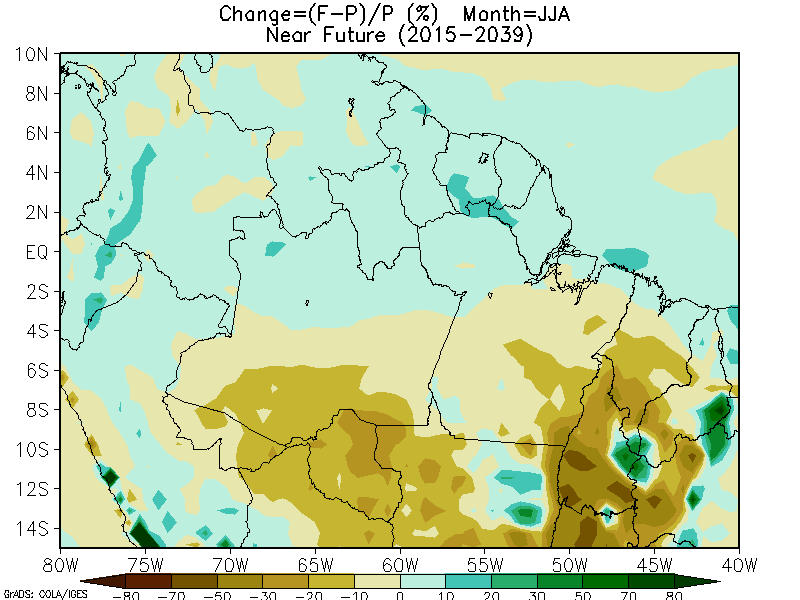 Change=(F-P)/P (%) Month=JJA
Near Future (2015-2039)
10N
8N
6N
4N
2N
EQ
2S
4S
6S
8S
10S
12S
14S
80W 75W 70W 65W 60W 55W 50W 45W 40W
GrADS: COLA/IGES
-80 -70 -50 -30 -20 -10 0 10 20 30 50 70 80